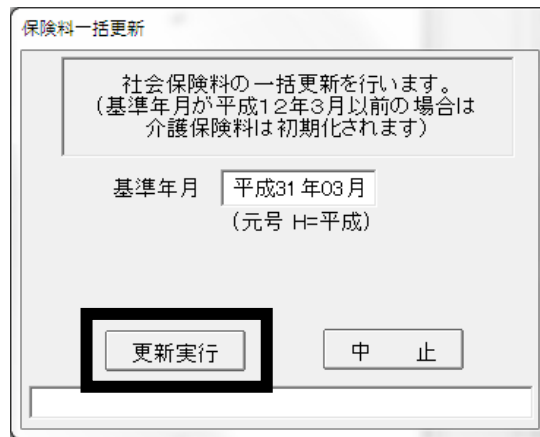 保険料一括更新
社会保険料の一括更新を行います。
(基準年月が平成12年3月以前の場合は
介護保険料は初期化されます)
基準年月 平成31年03月
(元号 H=平成)
更新実行 中 止